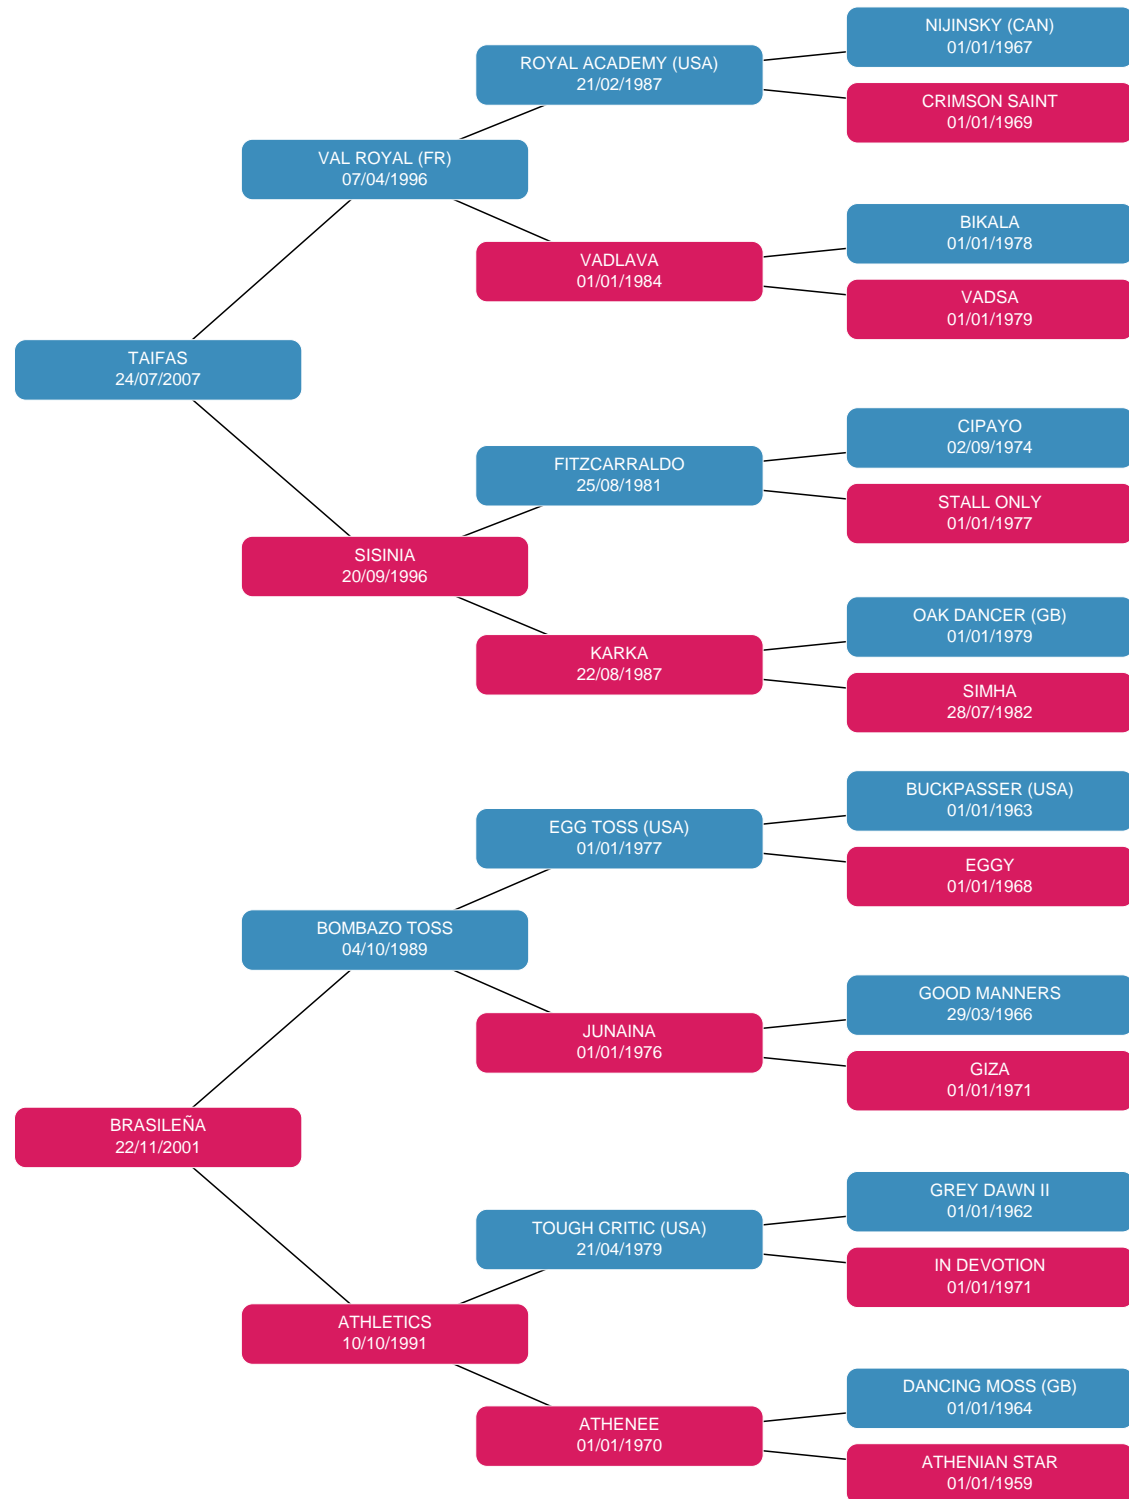 NIJINSKY (CAN)
01/01/1967
ROYAL ACADEMY (USA)
21/02/1987
CRIMSON SAINT
01/01/1969
VAL ROYAL (FR)
07/04/1996
BIKALA
01/01/1978
VADLAVA
01/01/1984
VADSA
01/01/1979
TAIFAS
24/07/2007
CIPAYO
02/09/1974
FITZCARRALDO
25/08/1981
STALL ONLY
01/01/1977
SISINIA
20/09/1996
OAK DANCER (GB)
01/01/1979
KARKA
22/08/1987
SIMHA
28/07/1982
BUCKPASSER (USA)
01/01/1963
EGG TOSS (USA)
01/01/1977
EGGY
01/01/1968
BOMBAZO TOSS
04/10/1989
GOOD MANNERS
29/03/1966
JUNAINA
01/01/1976
GIZA
01/01/1971
BRASILEÑA
22/11/2001
GREY DAWN II
01/01/1962
TOUGH CRITIC (USA)
21/04/1979
IN DEVOTION
01/01/1971
ATHLETICS
10/10/1991
DANCING MOSS (GB)
01/01/1964
ATHENEE
01/01/1970
ATHENIAN STAR
01/01/1959